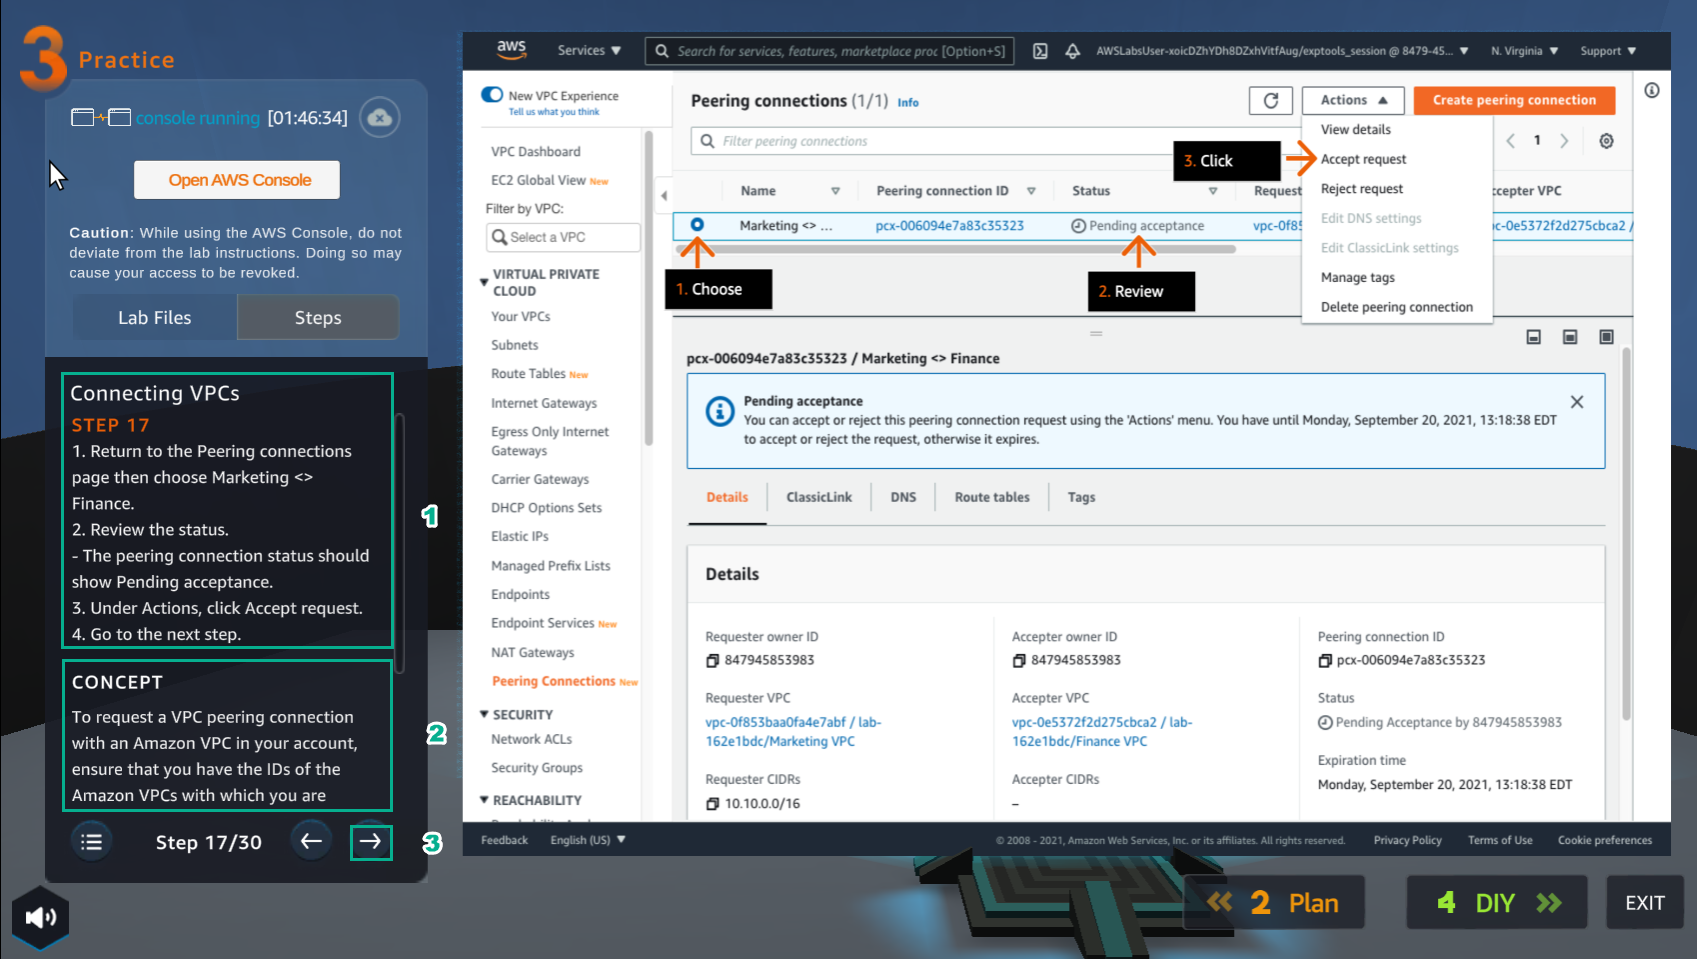 3 Practice
console running [01:46:34]
Open AWS Console
Caution: While using the AWS Console, do not
deviate from the lab instructions. Doing so may
cause your access to be revoked.
Lab Files
Steps
Connecting VPCs
STEP 17
1. Return to the Peering connections
page then choose Marketing <>
Finance.
2. Review the status.
- The peering connection status should
show Pending acceptance.
3. Under Actions, click Accept request.
4. Go to the next step.
1
CONCEPT
To request a VPC peering connection
with an Amazon VPC in your account,
ensure that you have the IDs of the
Amazon VPCs with which you are
2
Step 17/30
3
aws
Services
Search for services, features, marketplace proc [Option+S]
AWSLabsUser-xoicDZhYDh8DZxhVitfAug/exptools_session @ 8479-45...
N. Virginia
Support
New VPC Experience
Tell us what you think
VPC Dashboard
EC2 Global View New
Filter by VPC:
Select a VPC
VIRTUAL PRIVATE
CLOUD
Your VPCs
Subnets
Route Tables New
Internet Gateways
Egress Only Internet
Gateways
Carrier Gateways
DHCP Options Sets
Elastic IPs
Managed Prefix Lists
Endpoints
Endpoint Services New
NAT Gateways
Peering Connections New
SECURITY
Network ACLs
Security Groups
REACHABILITY
Peering connections (1/1) Info
Actions
Create peering connection
Filter peering connections
1
View details
Accept request
Reject request
Edit DNS settings
Edit ClassicLink settings
Manage tags
Delete peering connection
3. Click
Name
Peering connection ID
Status
Request
ccepter VPC
Marketing <> ...
pcx-006094e7a83c35323
Pending acceptance
vpc-0f85
c-0e5372f2d275cbca2 /
1. Choose
2. Review
pcx-006094e7a83c35323 / Marketing <> Finance
Pending acceptance
You can accept or reject this peering connection request using the 'Actions' menu. You have until Monday, September 20, 2021, 13:18:38 EDT
to accept or reject the request, otherwise it expires.
Details
ClassicLink
DNS
Route tables
Tags
Details
Requester owner ID
847945853983
Requester VPC
vpc-0f853baa0fa4e7abf / lab-
162e1bdc/Marketing VPC
Requester CIDRs
10.10.0.0/16
Accepter owner ID
847945853983
Accepter VPC
vpc-0e5372f2d275cbca2 / lab-
162e1bdc/Finance VPC
Accepter CIDRs
–
Peering connection ID
pcx-006094e7a83c35323
Status
Pending Acceptance by 847945853983
Expiration time
Monday, September 20, 2021, 13:18:38 EDT
Feedback
English (US)
© 2008 - 2021, Amazon Web Services, Inc. or its affiliates. All rights reserved.
Privacy Policy
Terms of Use
Cookie preferences
2 Plan
4 DIY
EXIT